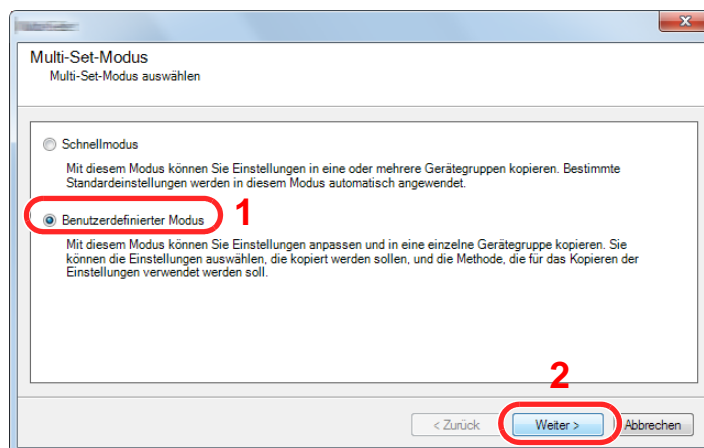 Multi-Set-Modus
Multi-Set-Modus auswählen
Schnellmodus
Mit diesem Modus können Sie Einstellungen in eine oder mehrere Gerätegruppen kopieren. Bestimmte
Standardeinstellungen werden in diesem Modus automatisch angewendet.
Benutzerdefinierter Modus
1
Mit diesem Modus können Sie Einstellungen anpassen und in eine einzelne Gerätegruppe kopieren. Sie
können die Einstellungen auswählen, die kopiert werden sollen, und die Methode, die für das Kopieren der
Einstellungen verwendet werden soll.
2
< Zurück Weiter > Abbrechen